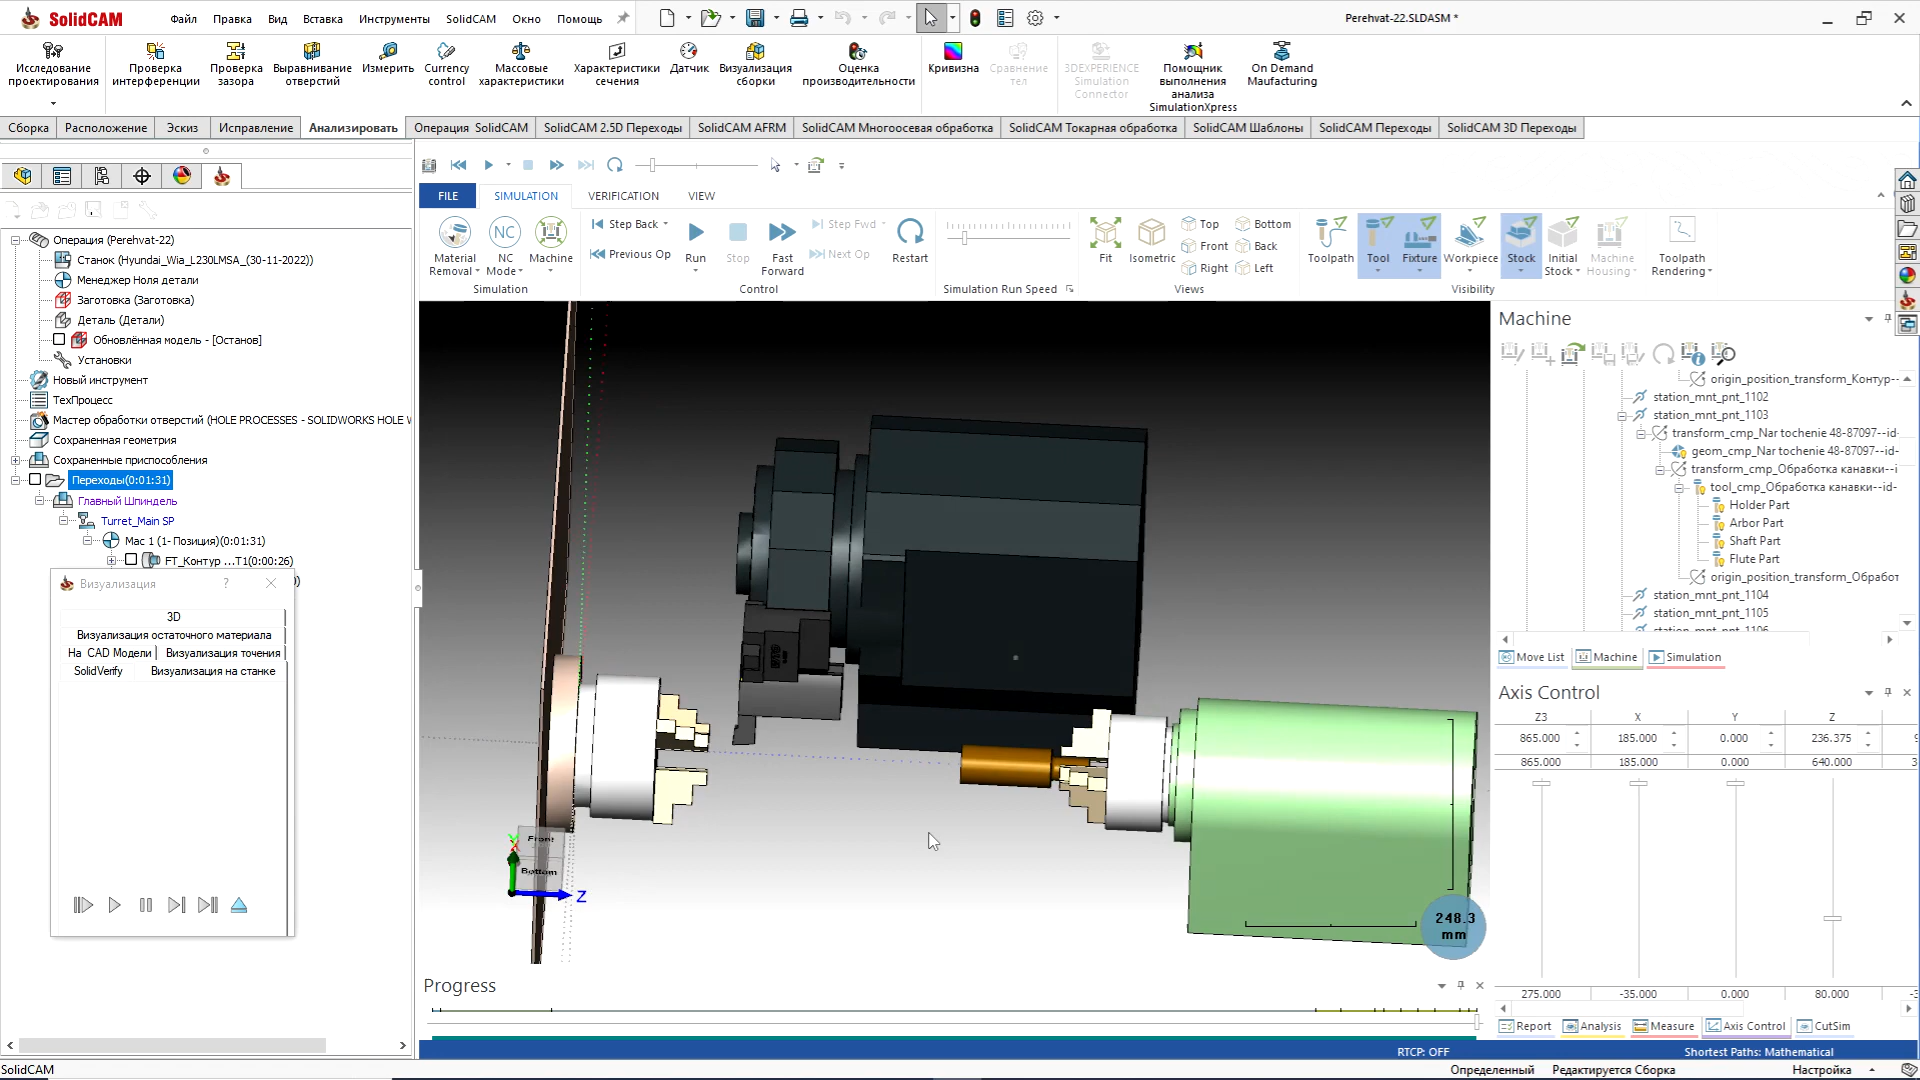 SolidCAM
Файл Правка Вид Вставка Инструменты SolidCAM Окно Помощь
Perehvat-22.SLDASM *
Исследование проектирования
Проверка интерференции
Проверка зазора
Выравнивание отверстий
Измерить
Currency control
Массовые характеристики
Характеристики сечения
Датчик
Визуализация сборки
Оценка производительности
Кривизна
Сравнение тел
3DEXPERIENCE Simulation Connector
Помощник выполнения анализа SimulationXpress
On Demand Maufacturing
Сборка Расположение Эскиз Исправление Анализировать Операция SolidCAM SolidCAM 2.5D Переходы SolidCAM AFRM SolidCAM Многоосевая обработка SolidCAM Токарная обработка SolidCAM Шаблоны SolidCAM Переходы SolidCAM 3D Переходы
FILE SIMULATION VERIFICATION VIEW
Material Removal
NC Mode
Machine
Simulation
Step Back
Previous Op
Run
Stop
Fast Forward
Step Fwd
Next Op
Restart
Control
Simulation Run Speed
Fit
Isometric
Top Bottom
Front Back
Right Left
Views
Toolpath
Tool
Fixture
Workpiece
Stock
Initial Stock
Machine Housing
Toolpath Rendering
Visibility
Операция (Perehvat-22)
Станок (Hyundai_Wia_L230LMSA_(30-11-2022))
Менеджер Ноля детали
Заготовка (Заготовка)
Деталь (Детали)
Обновлённая модель - [Останов]
Установки
Новый инструмент
ТехПроцесс
Мастер обработки отверстий (HOLE PROCESSES - SOLIDWORKS HOLE
Сохраненная геометрия
Сохраненные приспособления
Переходы(0:01:31)
Главный Шпиндель
Turret_Main SP
Mac 1 (1- Позиция)(0:01:31)
FT_Контур ...T1(0:00:26)
Визуализация ?
3D
Визуализация остаточного материала
На CAD Модели Визуализация точения
SolidVerify Визуализация на станке
Front
Bottom
Z
248.3
mm
Machine
origin_position_transform_Контур--
station_mnt_pnt_1102
station_mnt_pnt_1103
transform_cmp_Nar tochenie 48-87097--id-
geom_cmp_Nar tochenie 48-87097--id-
transform_cmp_Обработка канавки--i
tool_cmp_Обработка канавки--id-
Holder Part
Arbor Part
Shaft Part
Flute Part
origin_position_transform_Обработ
station_mnt_pnt_1104
station_mnt_pnt_1105
Move List Machine Simulation
Axis Control
Z3 X Y Z
865.000 185.000 0.000 236.375
865.000 185.000 0.000 640.000
275.000 -35.000 0.000 80.000
Report Analysis Measure Axis Control CutSim
Progress
RTCP: OFF Shortest Paths: Mathematical
SolidCAM Определенный Редактируется Сборка Настройка